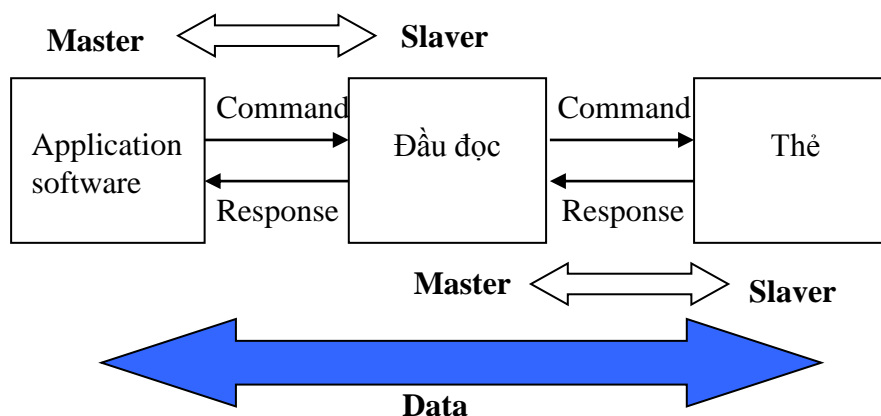 Master Slaver
Command Command
Application
software
Đầu đọc
Thẻ
Response Response
Master Slaver
Data